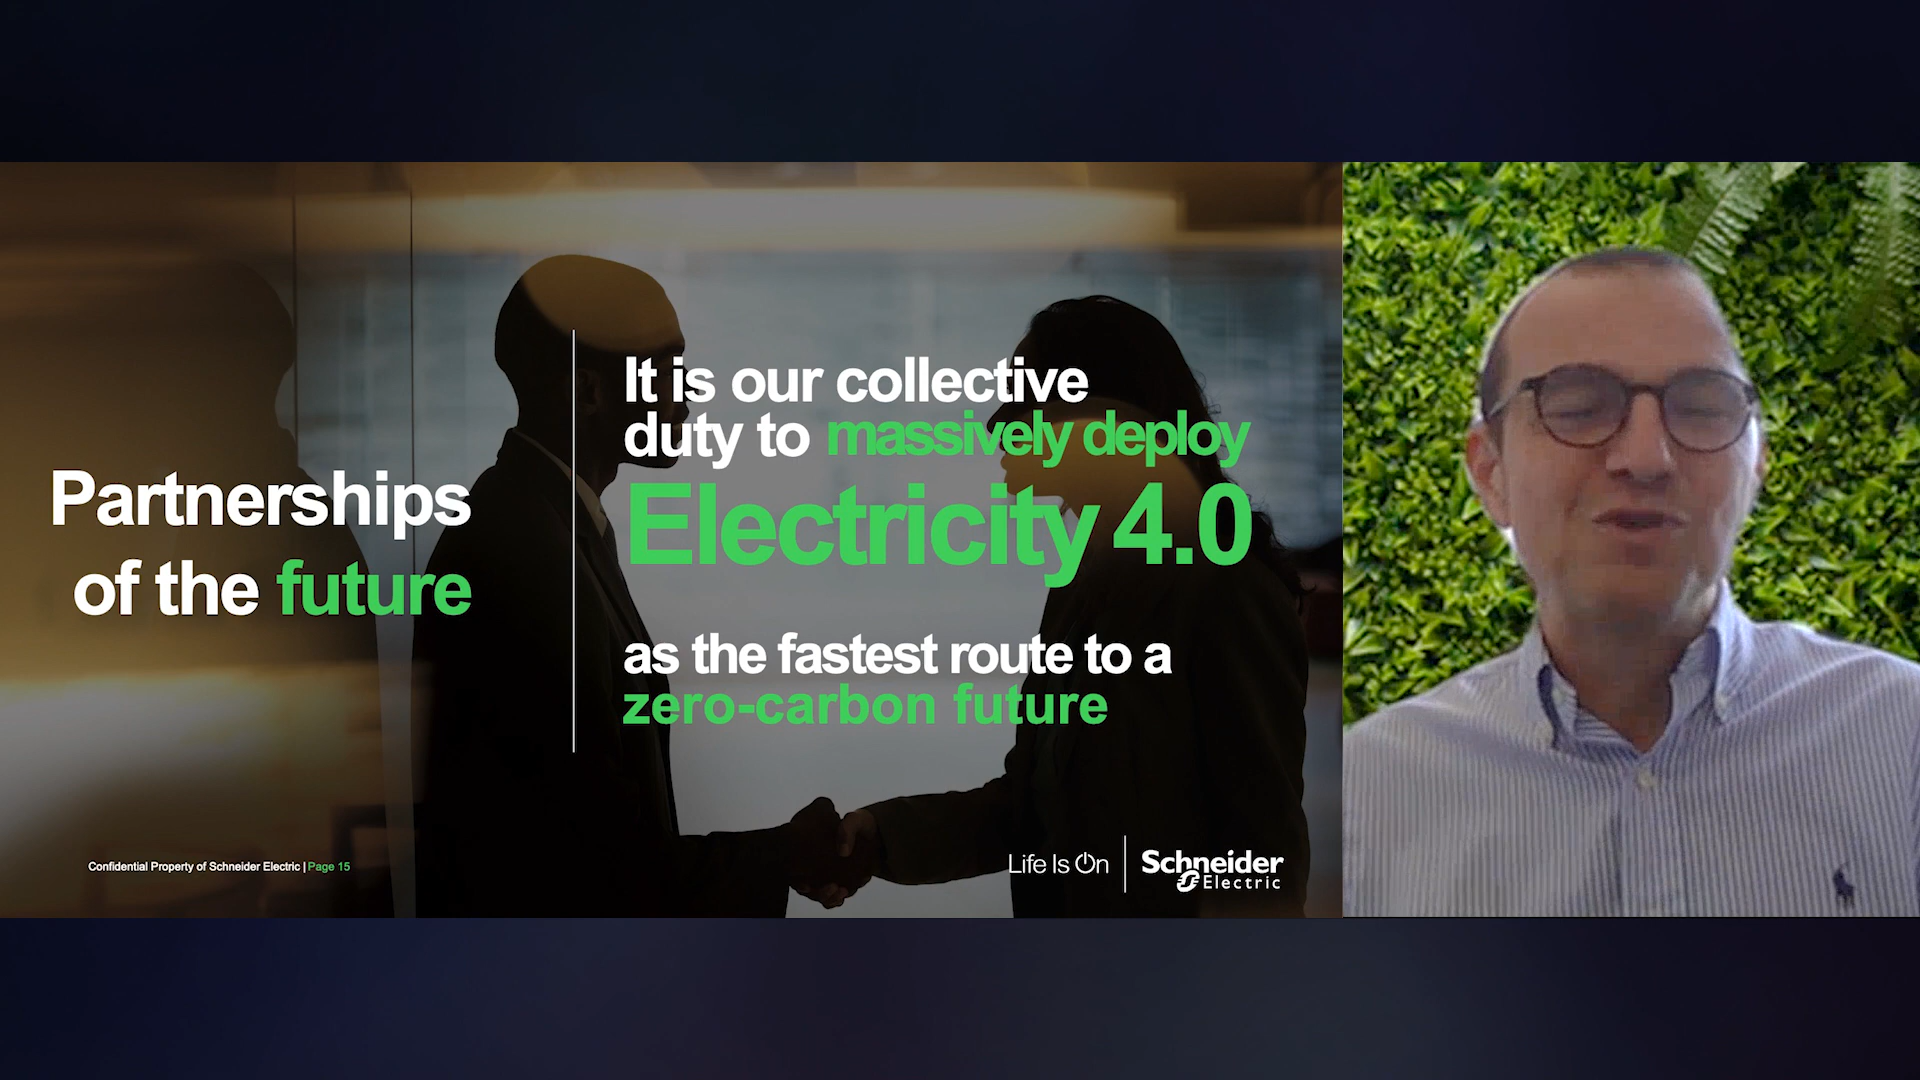 Partnerships
of the future
It is our collective
duty to massively deploy
Electricity 4.0
as the fastest route to a
zero-carbon future
Confidential Property of Schneider Electric | Page 15
Life Is On
Schneider
Electric